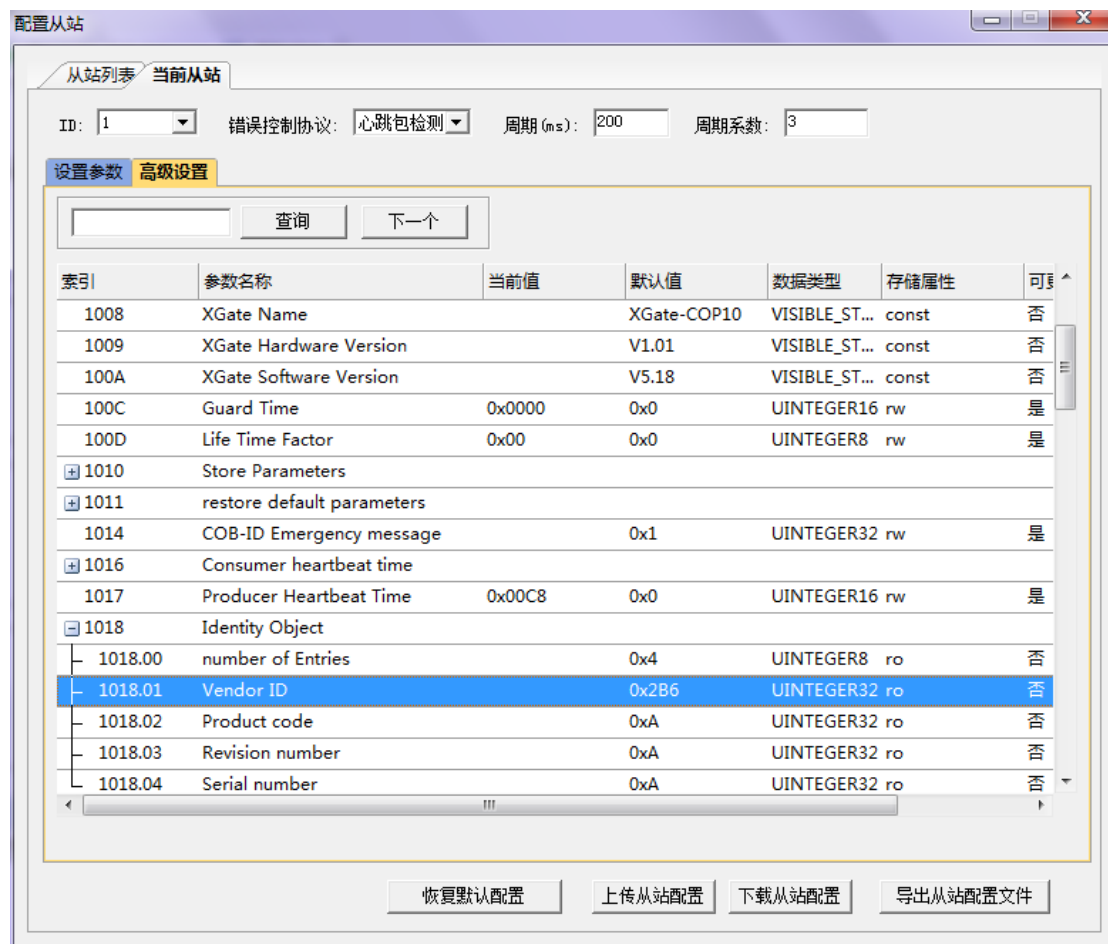 配置从站
从站列表 当前从站
ID: 1 错误控制协议: 心跳包检测 周期(ms): 200 周期系数: 3
设置参数 高级设置
查询 下一个
索引 参数名称 当前值 默认值 数据类型 存储属性
1008 XGate Name XGate-COP10 VISIBLE_ST... const 否
1009 XGate Hardware Version V1.01 VISIBLE_ST... const 否
100A XGate Software Version V5.18 VISIBLE_ST... const 否
100C Guard Time 0x0000 0x0 UINTEGER16 rw 是
100D Life Time Factor 0x00 0x0 UINTEGER8 rw 是
1010 Store Parameters
1011 restore default parameters
1014 COB-ID Emergency message 0x1 UINTEGER32 rw 是
1016 Consumer heartbeat time
1017 Producer Heartbeat Time 0x00C8 0x0 UINTEGER16 rw 是
1018 Identity Object
1018.00 number of Entries 0x4 UINTEGER8 ro 否
1018.01 Vendor ID 0x2B6 UINTEGER32 ro 否
1018.02 Product code 0xA UINTEGER32 ro 否
1018.03 Revision number 0xA UINTEGER32 ro 否
1018.04 Serial number 0xA UINTEGER32 ro 否
恢复默认配置 上传从站配置 下载从站配置 导出从站配置文件